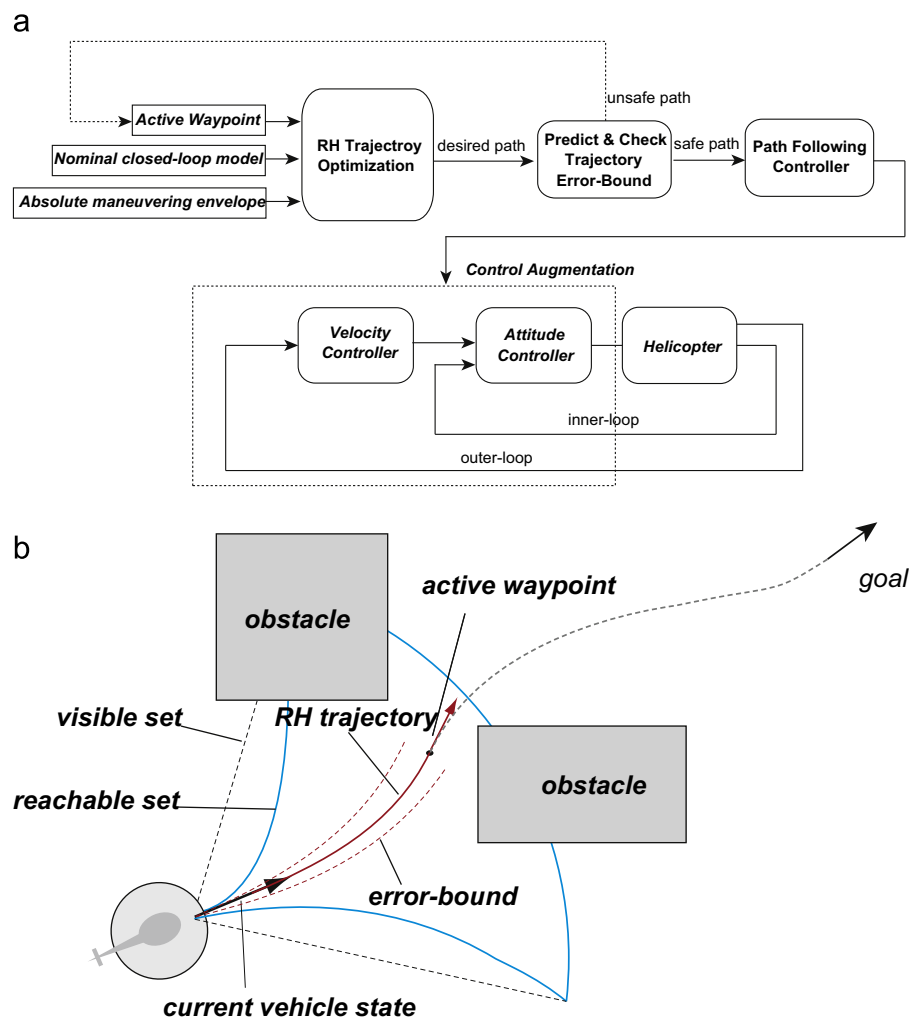 a
unsafe path
Active Waypoint
Nominal closed-loop model
Absolute maneuvering envelope
RH Trajectroy
Optimization
desired path
Predict & Check
Trajectory
Error-Bound
safe path
Path Following
Controller
Control Augmentation
Velocity
Controller
Attitude
Controller
Helicopter
inner-loop
outer-loop
b
goal
active waypoint
obstacle
visible set
RH trajectory
obstacle
reachable set
error-bound
current vehicle state